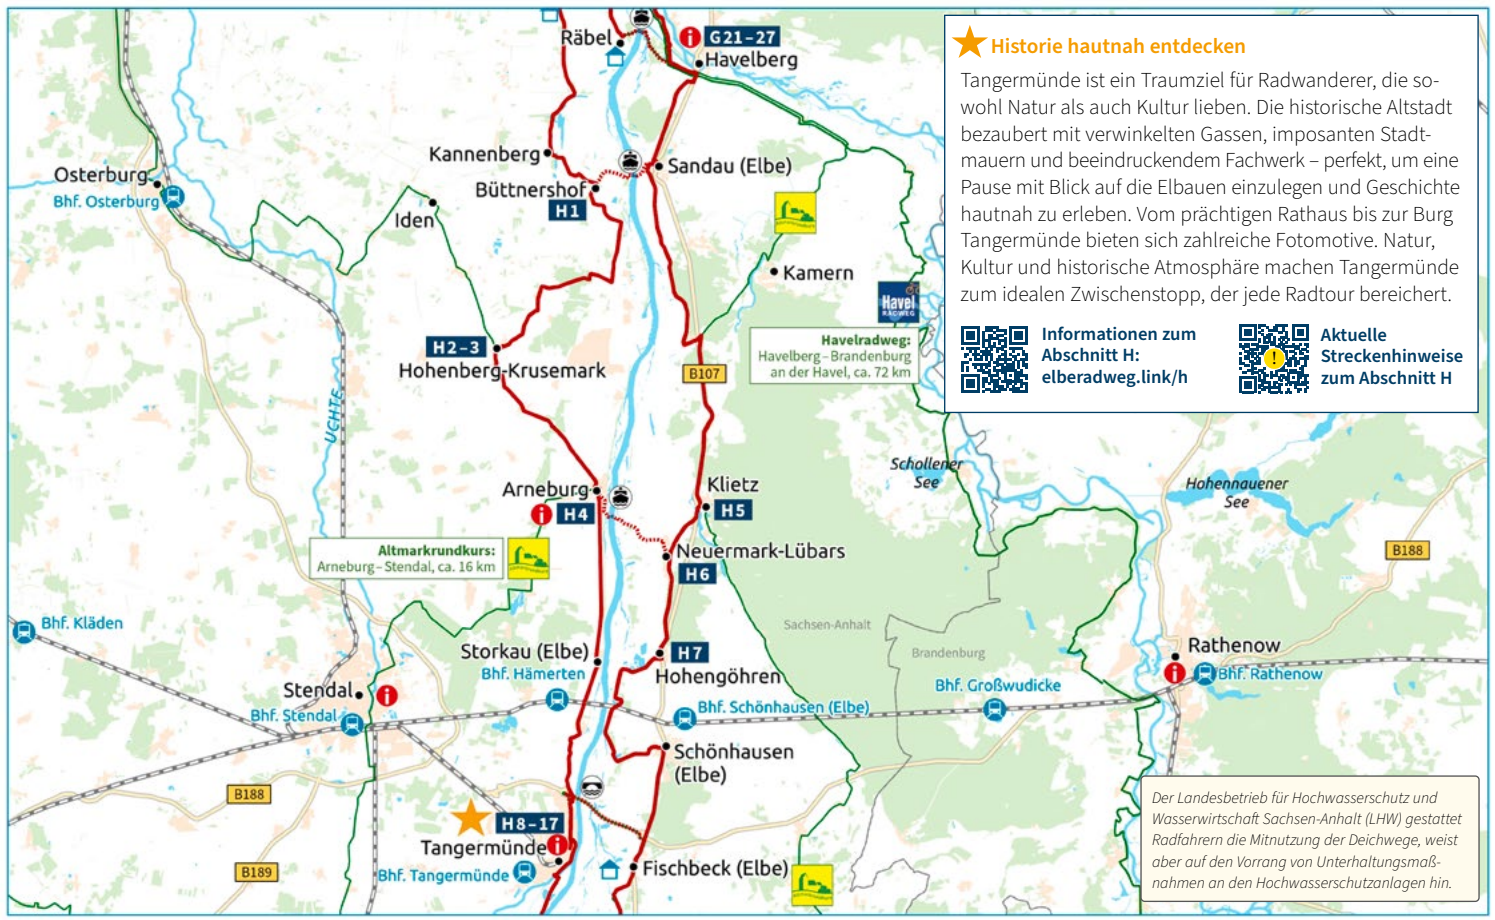 Räbel
G21–27
Havelberg
Kannenberg
Sandau (Elbe)
Osterburg
Bhf. Osterburg
Büttnershof
H1
Iden
Kamern
Havel
RADWEG
H2–3
Hohenberg-Krusemark
Havelradweg:
Havelberg–Brandenburg
an der Havel, ca. 72 km
B107
UCHTE
Arneburg
H4
Klietz
H5
Altmarkrundkurs:
Arneburg–Stendal, ca. 16 km
Neuermark-Lübars
H6
Schollener
See
Hohennauener
See
B188
Bhf. Kläden
Sachsen-Anhalt
Brandenburg
Storkau (Elbe)
Bhf. Hämerten
H7
Hohengöhren
Rathenow
Bhf. Rathenow
Stendal
Bhf. Stendal
Bhf. Schönhausen (Elbe)
Bhf. Großwudicke
Schönhausen
(Elbe)
B188
H8–17
Tangermünde
Bhf. Tangermünde
B189
Fischbeck (Elbe)
Historie hautnah entdecken
Tangermünde ist ein Traumziel für Radwanderer, die so-
wohl Natur als auch Kultur lieben. Die historische Altstadt
bezaubert mit verwinkelten Gassen, imposanten Stadt-
mauern und beeindruckendem Fachwerk – perfekt, um eine
Pause mit Blick auf die Elbauen einzulegen und Geschichte
hautnah zu erleben. Vom prächtigen Rathaus bis zur Burg
Tangermünde bieten sich zahlreiche Fotomotive. Natur,
Kultur und historische Atmosphäre machen Tangermünde
zum idealen Zwischenstopp, der jede Radtour bereichert.
Informationen zum
Abschnitt H:
elberadweg.link/h
Aktuelle
Streckenhinweise
zum Abschnitt H
Der Landesbetrieb für Hochwasserschutz und
Wasserwirtschaft Sachsen-Anhalt (LHW) gestattet
Radfahrern die Mitnutzung der Deichwege, weist
aber auf den Vorrang von Unterhaltungsmaß-
nahmen an den Hochwasserschutzanlagen hin.